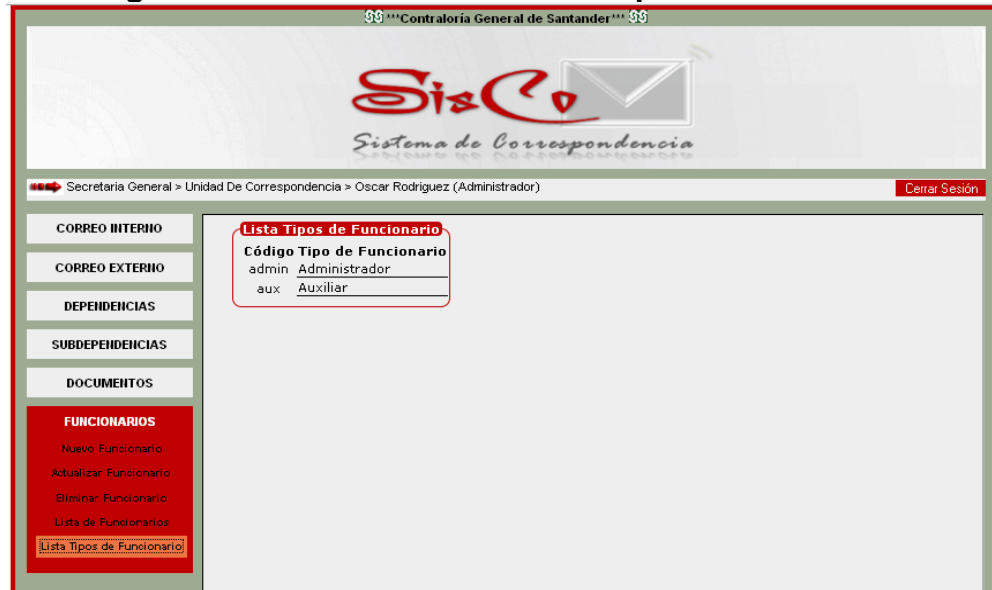 ***Contraloría General de Santander***
SisCo
Sistema de Correspondencia
Secretaria General » Unidad De Correspondencia » Oscar Rodriguez (Administrador)
Cerrar Sesión
CORREO INTERNO
CORREO EXTERNO
DEPENDENCIAS
SUBDEPENDENCIAS
DOCUMENTOS
FUNCIONARIOS
Nuevo Funcionario
Actualizar Funcionario
Eliminar Funcionario
Lista de Funcionarios
Lista Tipos de Funcionario
Lista Tipos de Funcionario
Código Tipo de Funcionario
admin Administrador
aux Auxiliar